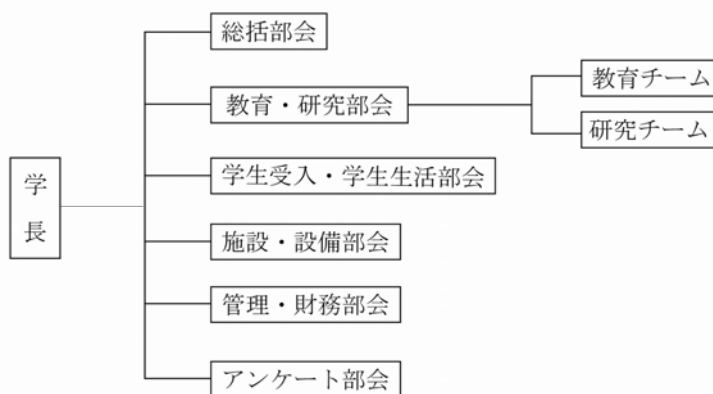 総括部会
教育・研究部会
教育チーム
研究チーム
学生受入・学生生活部会
学長
施設・設備部会
管理・財務部会
アンケート部会